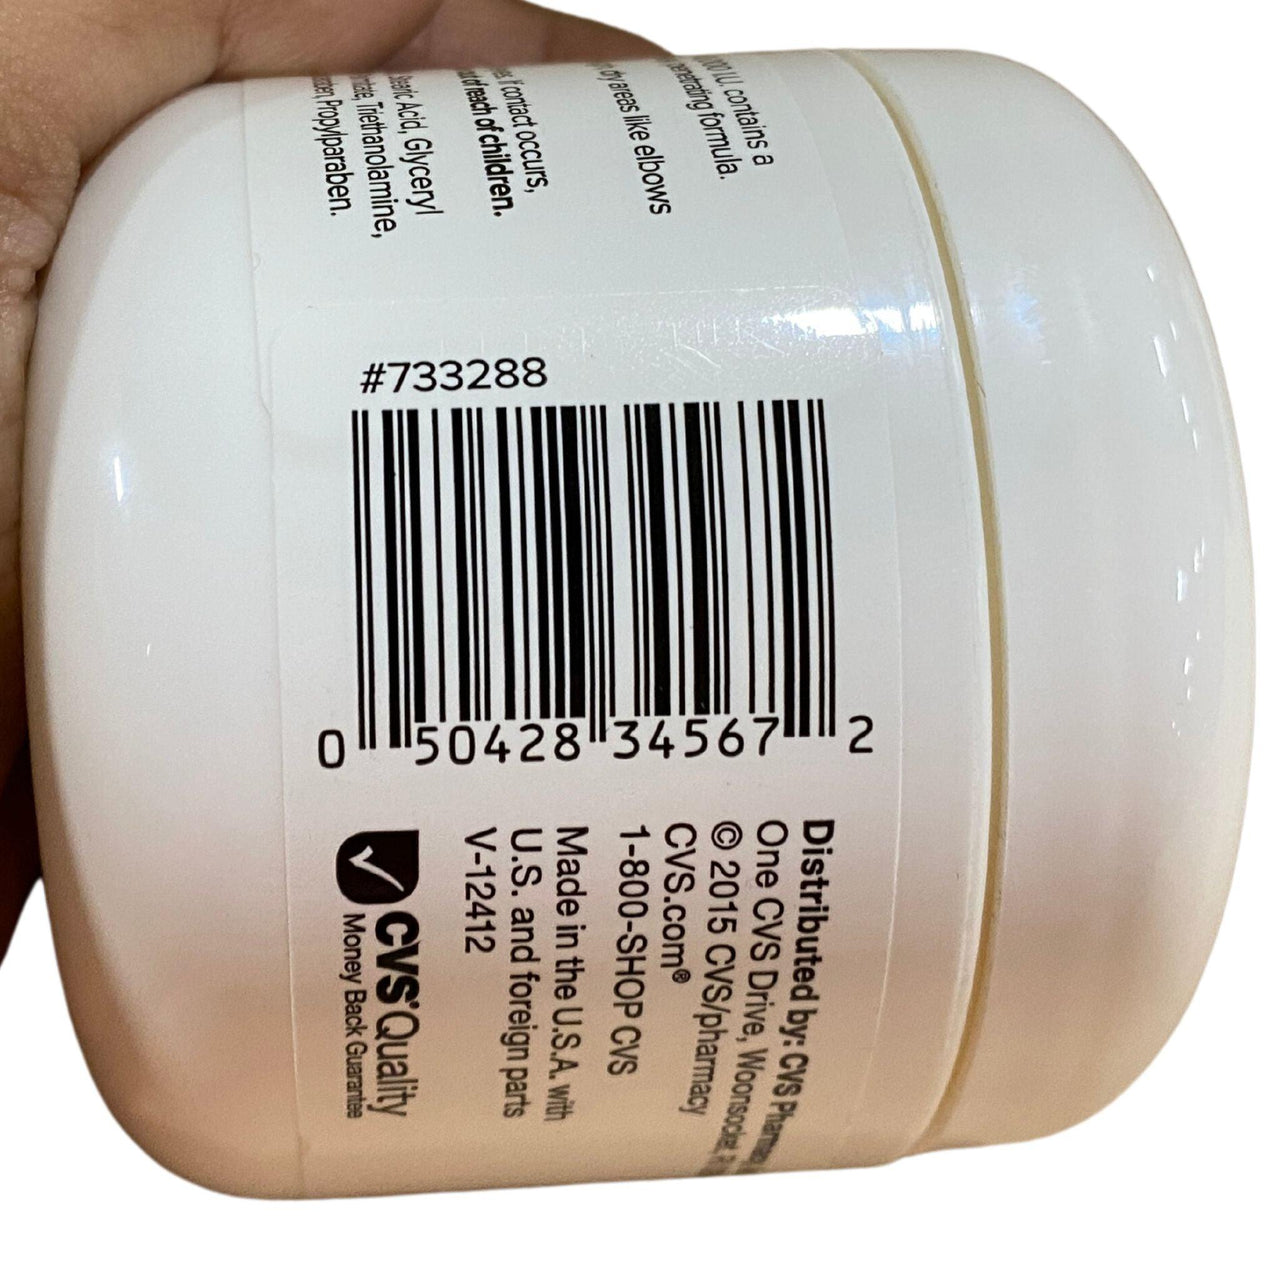 I.U. contains a
penetrating formula.
dry areas like elbows
If contact occurs,
of reach of children.
Stearic Acid, Glyceryl
Triethanolamine,
Propylparaben.
#733288
0 50428 34567 2
Distributed by: CVS
One CVS Drive, Woonsocket,
© 2015 CVS/pharmacy
CVS.com®
1-800-SHOP CVS
Made in the U.S.A. with
U.S. and foreign parts
V-12412
CVS Quality
Money Back Guarantee